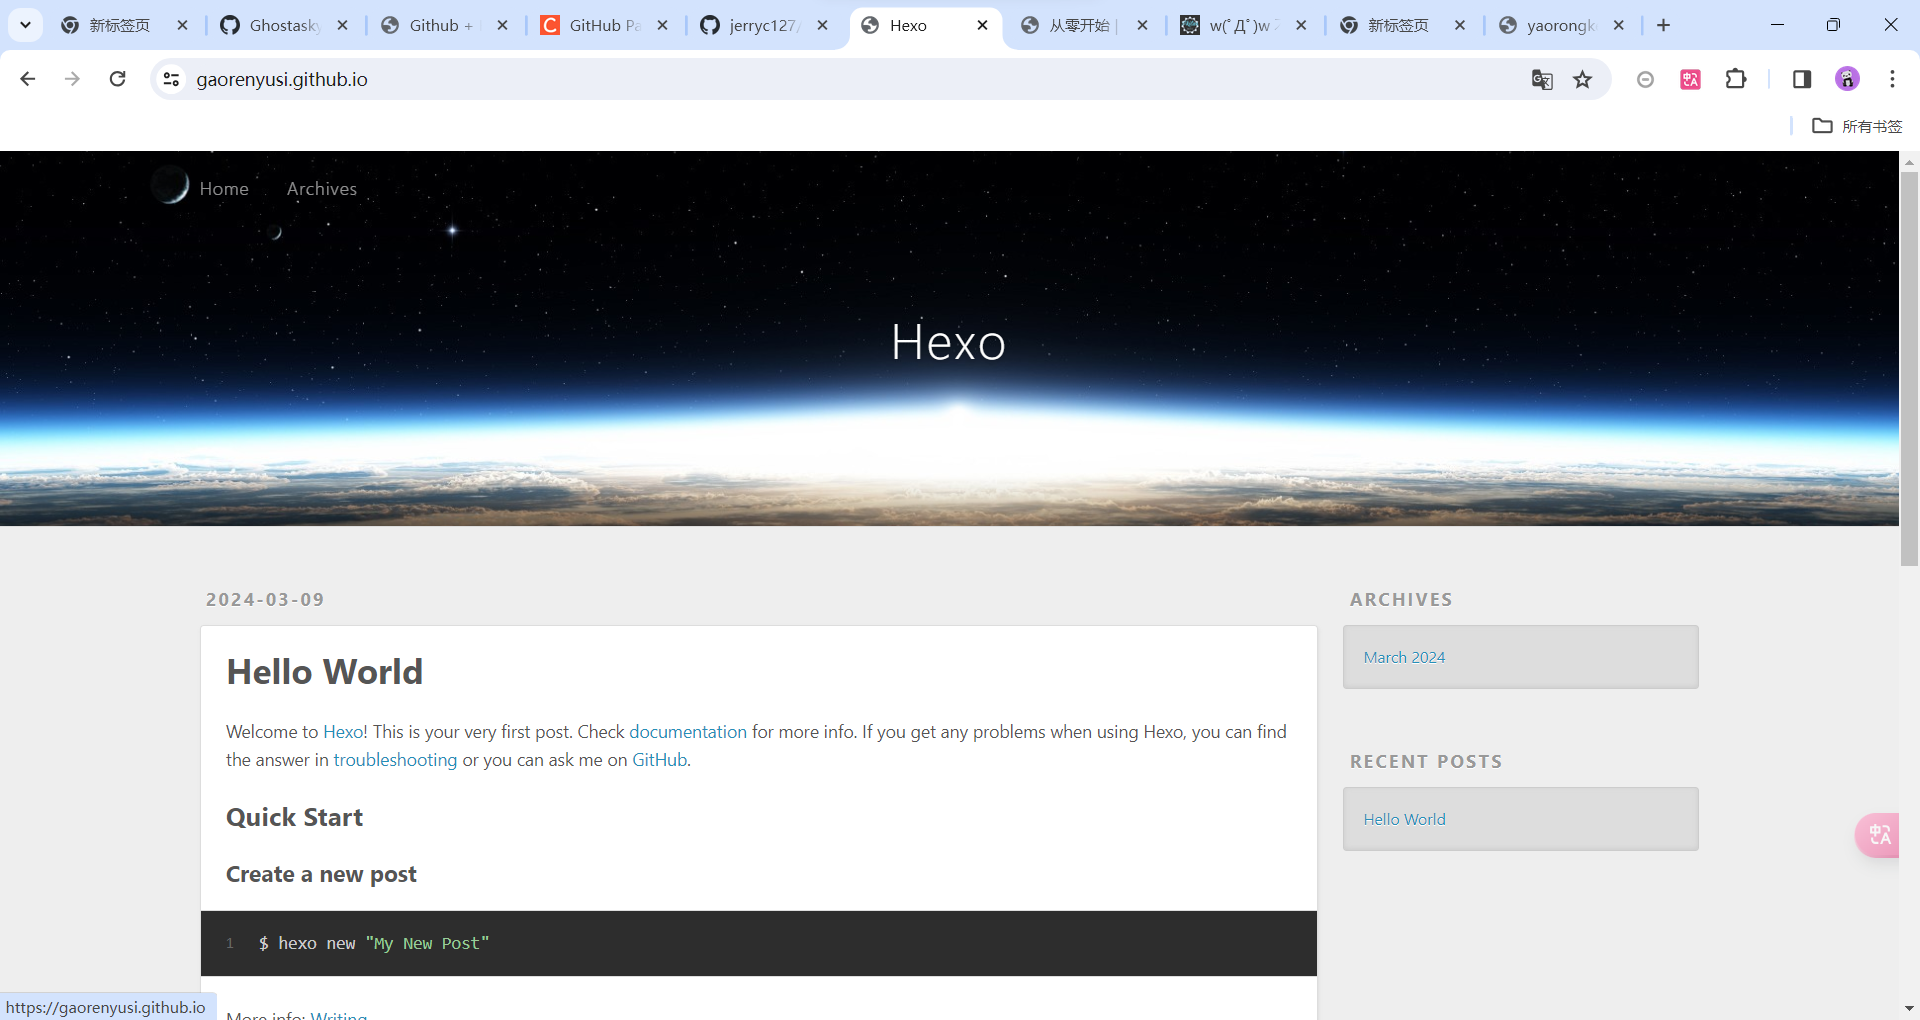 新标签页
Ghostasky
Github +
GitHub Pa
jerryc127/
Hexo
从零开始 |
w(ﾟДﾟ)w
新标签页
yaorongk
gaorenyusi.github.io
所有书签
Home
Archives
Hexo
2024-03-09
Hello World
Welcome to Hexo! This is your very first post. Check documentation for more info. If you get any problems when using Hexo, you can find
the answer in troubleshooting or you can ask me on GitHub.
Quick Start
Create a new post
1 $ hexo new "My New Post"
More info: Writing
ARCHIVES
March 2024
RECENT POSTS
Hello World
https://gaorenyusi.github.io